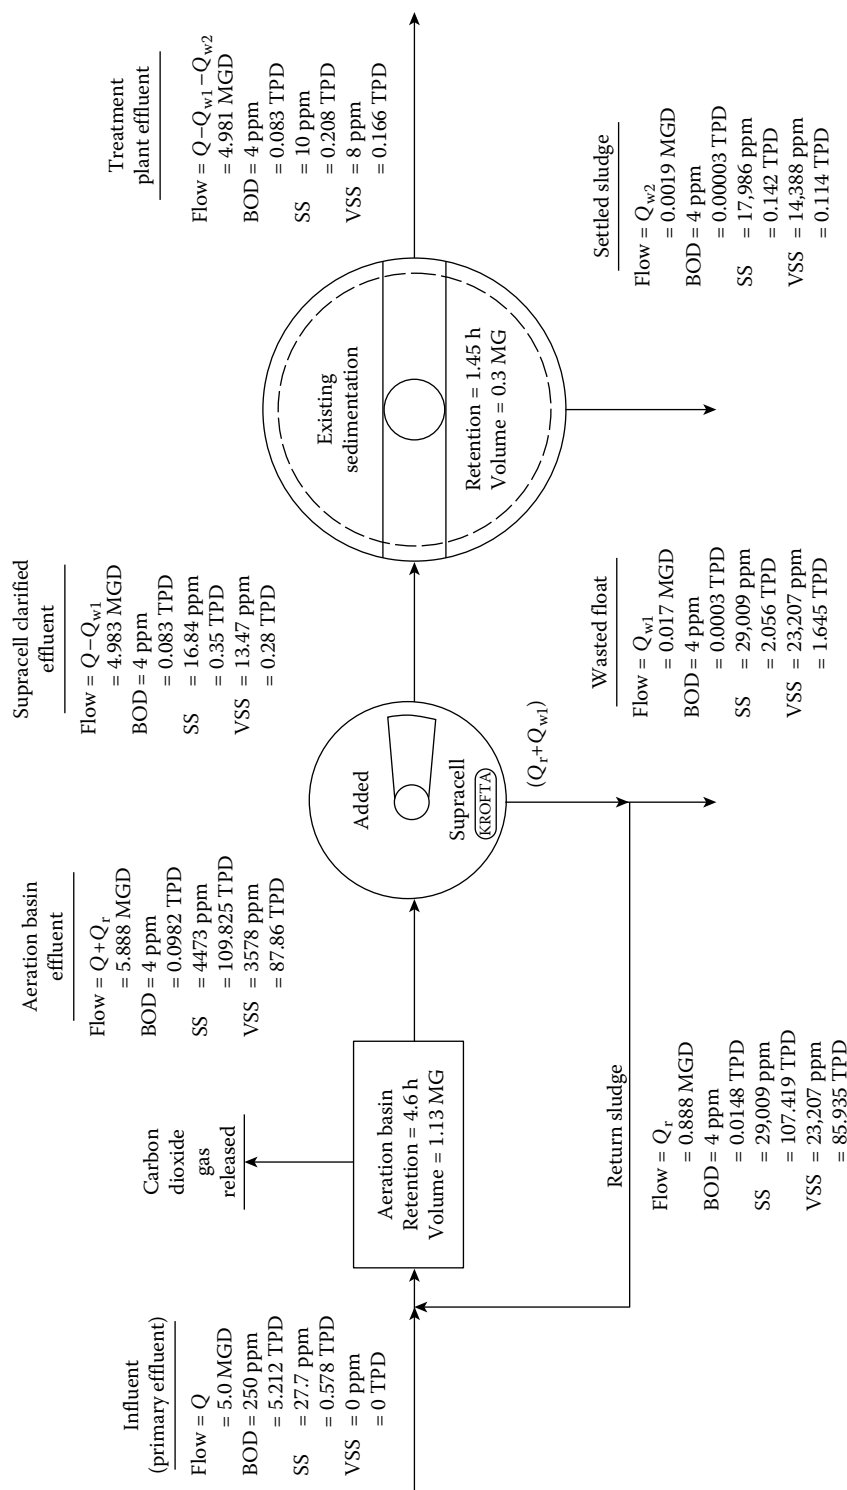 Influent
(primary effluent)
Flow = Q
= 5.0 MGD
BOD = 250 ppm
= 5.212 TPD
SS = 27.7 ppm
= 0.578 TPD
VSS = 0 ppm
= 0 TPD
Carbon
dioxide
gas
released
Aeration basin
Retention = 4.6 h
Volume = 1.13 MG
Return sludge
Flow = Qr
= 0.888 MGD
BOD = 4 ppm
= 0.0148 TPD
SS = 29,009 ppm
= 107.419 TPD
VSS = 23,207 ppm
= 85.935 TPD
Aeration basin
effluent
Flow = Q+Qr
= 5.888 MGD
BOD = 4 ppm
= 0.0982 TPD
SS = 4473 ppm
= 109.825 TPD
VSS = 3578 ppm
= 87.86 TPD
Added
Supracell
KROFTA
(Qr+Qw1)
Supracell clarified
effluent
Flow = Q−Qw1
= 4.983 MGD
BOD = 4 ppm
= 0.083 TPD
SS = 16.84 ppm
= 0.35 TPD
VSS = 13.47 ppm
= 0.28 TPD
Wasted float
Flow = Qw1
= 0.017 MGD
BOD = 4 ppm
= 0.0003 TPD
SS = 29,009 ppm
= 2.056 TPD
VSS = 23,207 ppm
= 1.645 TPD
Existing
sedimentation
Retention = 1.45 h
Volume = 0.3 MG
Treatment
plant effluent
Flow = Q−Qw1−Qw2
= 4.981 MGD
BOD = 4 ppm
= 0.083 TPD
SS = 10 ppm
= 0.208 TPD
VSS = 8 ppm
= 0.166 TPD
Settled sludge
Flow = Qw2
= 0.0019 MGD
BOD = 4 ppm
= 0.00003 TPD
SS = 17,986 ppm
= 0.142 TPD
VSS = 14,388 ppm
= 0.114 TPD